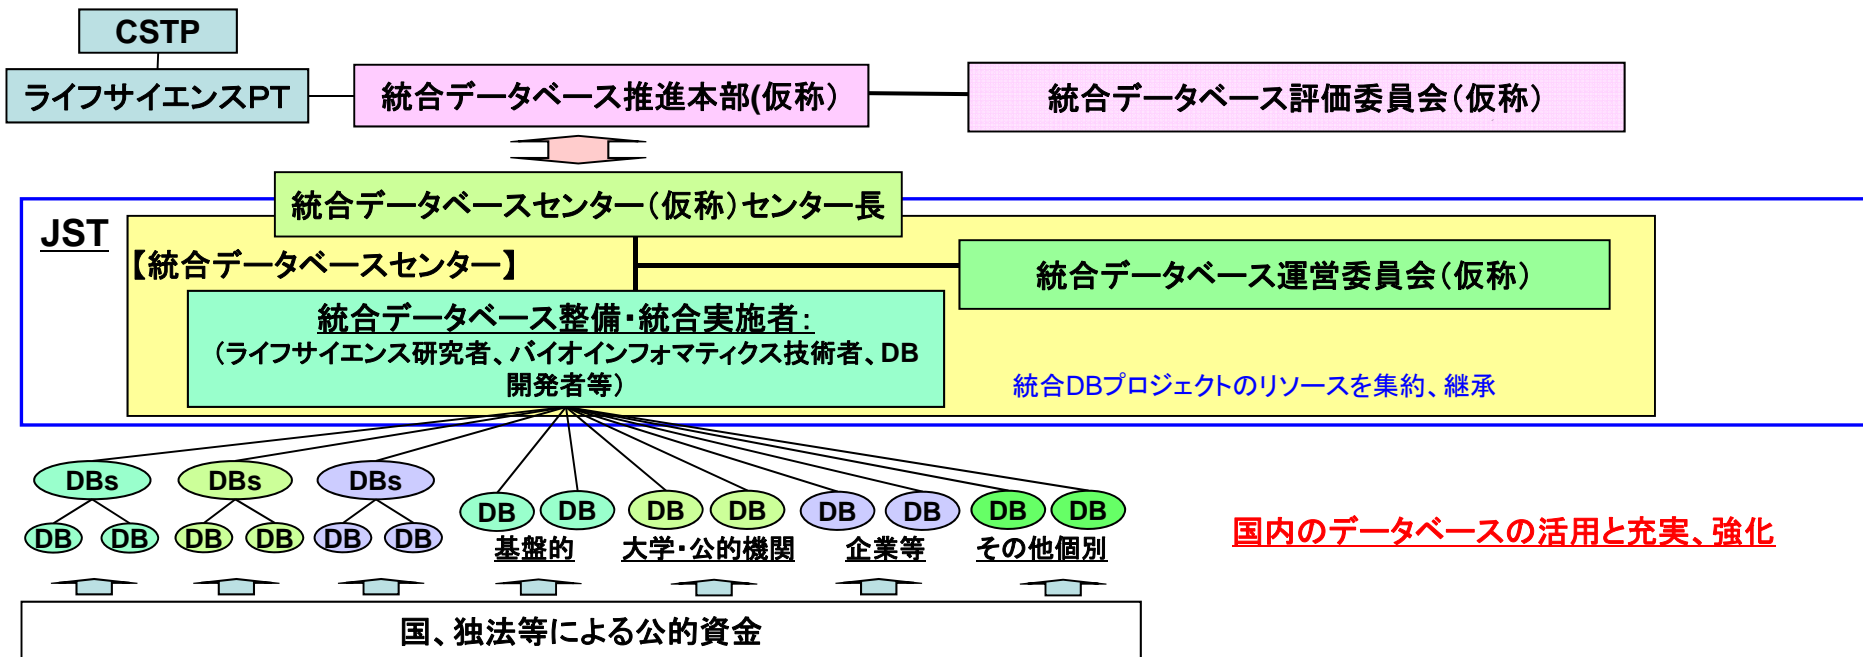 CSTP
ライフサイエンスPT
統合データベース推進本部(仮称）
統合データベース評価委員会（仮称）
統合データベースセンター（仮称）センター長
JST
【統合データベースセンター】
統合データベース運営委員会（仮称）
統合データベース整備・統合実施者：
（ライフサイエンス研究者、バイオインフォマティクス技術者、DB
開発者等）
統合DBプロジェクトのリソースを集約、継承
DBs DBs DBs
DB DB DB DB DB DB DB DB
DB DB DB DB DB DB
基盤的 大学・公的機関 企業等 その他個別
国内のデータベースの活用と充実、強化
国、独法等による公的資金